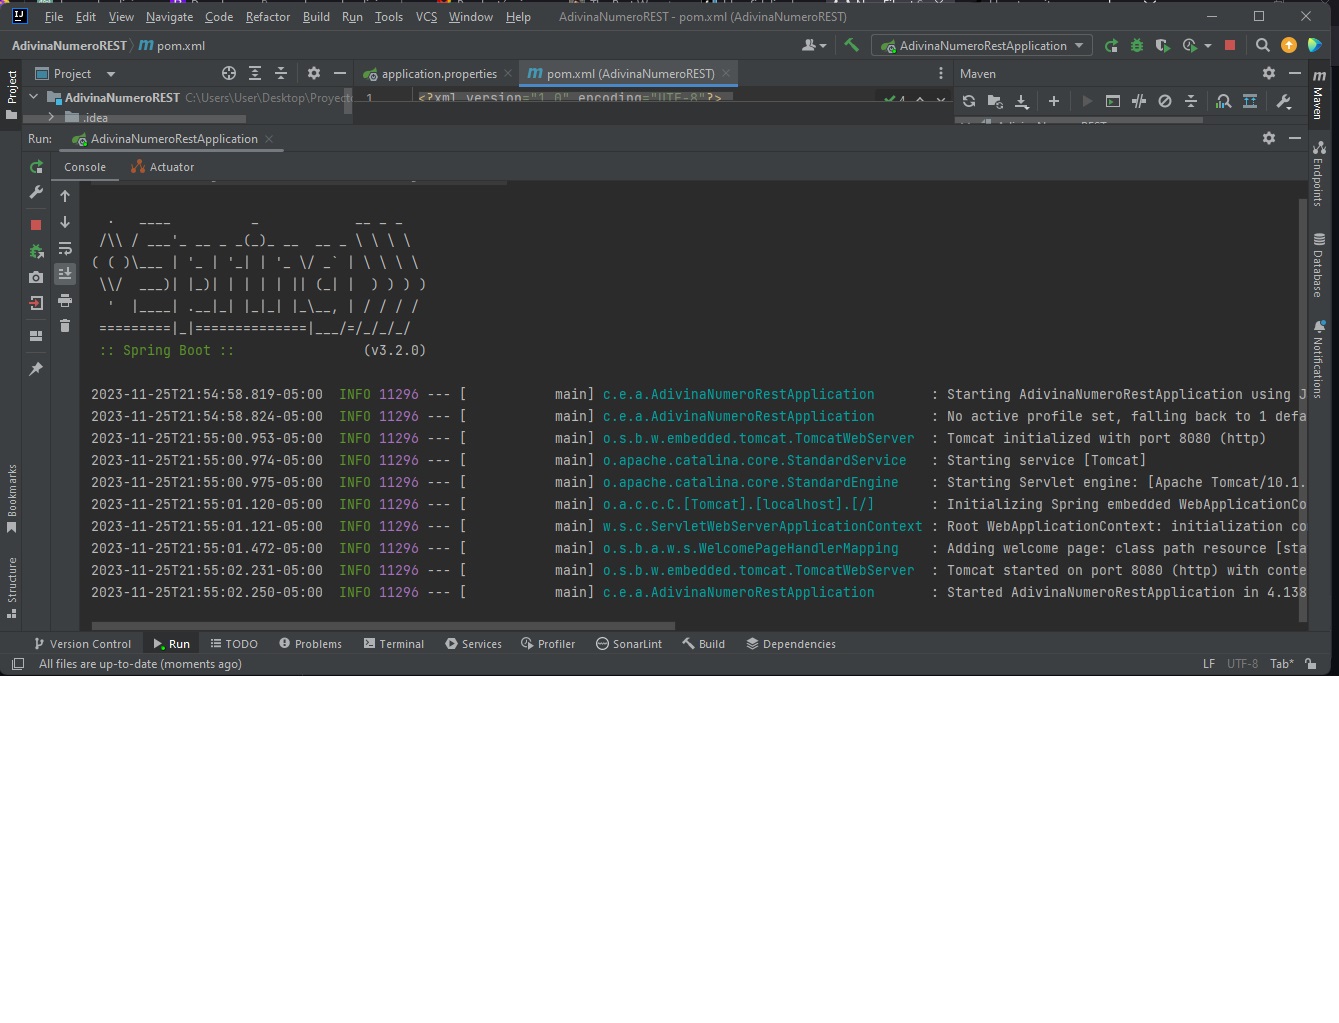 File Edit View Navigate Code Refactor Build Run Tools VCS Window Help AdivinaNumeroREST - pom.xml (AdivinaNumeroREST)
AdivinaNumeroREST pom.xml AdivinaNumeroRestApplication
Project application.properties pom.xml (AdivinaNumeroREST) Maven
AdivinaNumeroREST C:\Users\User\Desktop\Proyect 1 <?xml version="1.0" encoding="UTF-8"?> 4
.idea AdivinaNumeroREST
Run: AdivinaNumeroRestApplication
Console Actuator
:: Spring Boot :: (v3.2.0)
2023-11-25T21:54:58.819-05:00 INFO 11296 --- [ main] c.e.a.AdivinaNumeroRestApplication : Starting AdivinaNumeroRestApplication using J
2023-11-25T21:54:58.824-05:00 INFO 11296 --- [ main] c.e.a.AdivinaNumeroRestApplication : No active profile set, falling back to 1 defa
2023-11-25T21:55:00.953-05:00 INFO 11296 --- [ main] o.s.b.w.embedded.tomcat.TomcatWebServer : Tomcat initialized with port 8080 (http)
2023-11-25T21:55:00.974-05:00 INFO 11296 --- [ main] o.apache.catalina.core.StandardService : Starting service [Tomcat]
2023-11-25T21:55:00.975-05:00 INFO 11296 --- [ main] o.apache.catalina.core.StandardEngine : Starting Servlet engine: [Apache Tomcat/10.1.
2023-11-25T21:55:01.120-05:00 INFO 11296 --- [ main] o.a.c.c.C.[Tomcat].[localhost].[/] : Initializing Spring embedded WebApplicationCo
2023-11-25T21:55:01.121-05:00 INFO 11296 --- [ main] w.s.c.ServletWebServerApplicationContext : Root WebApplicationContext: initialization co
2023-11-25T21:55:01.472-05:00 INFO 11296 --- [ main] o.s.b.a.w.s.WelcomePageHandlerMapping : Adding welcome page: class path resource [sta
2023-11-25T21:55:02.231-05:00 INFO 11296 --- [ main] o.s.b.w.embedded.tomcat.TomcatWebServer : Tomcat started on port 8080 (http) with conte
2023-11-25T21:55:02.250-05:00 INFO 11296 --- [ main] c.e.a.AdivinaNumeroRestApplication : Started AdivinaNumeroRestApplication in 4.138
Version Control Run TODO Problems Terminal Services Profiler SonarLint Build Dependencies
All files are up-to-date (moments ago) LF UTF-8 Tab*
Project
Bookmarks
Structure
Maven
Endpoints
Database
Notifications